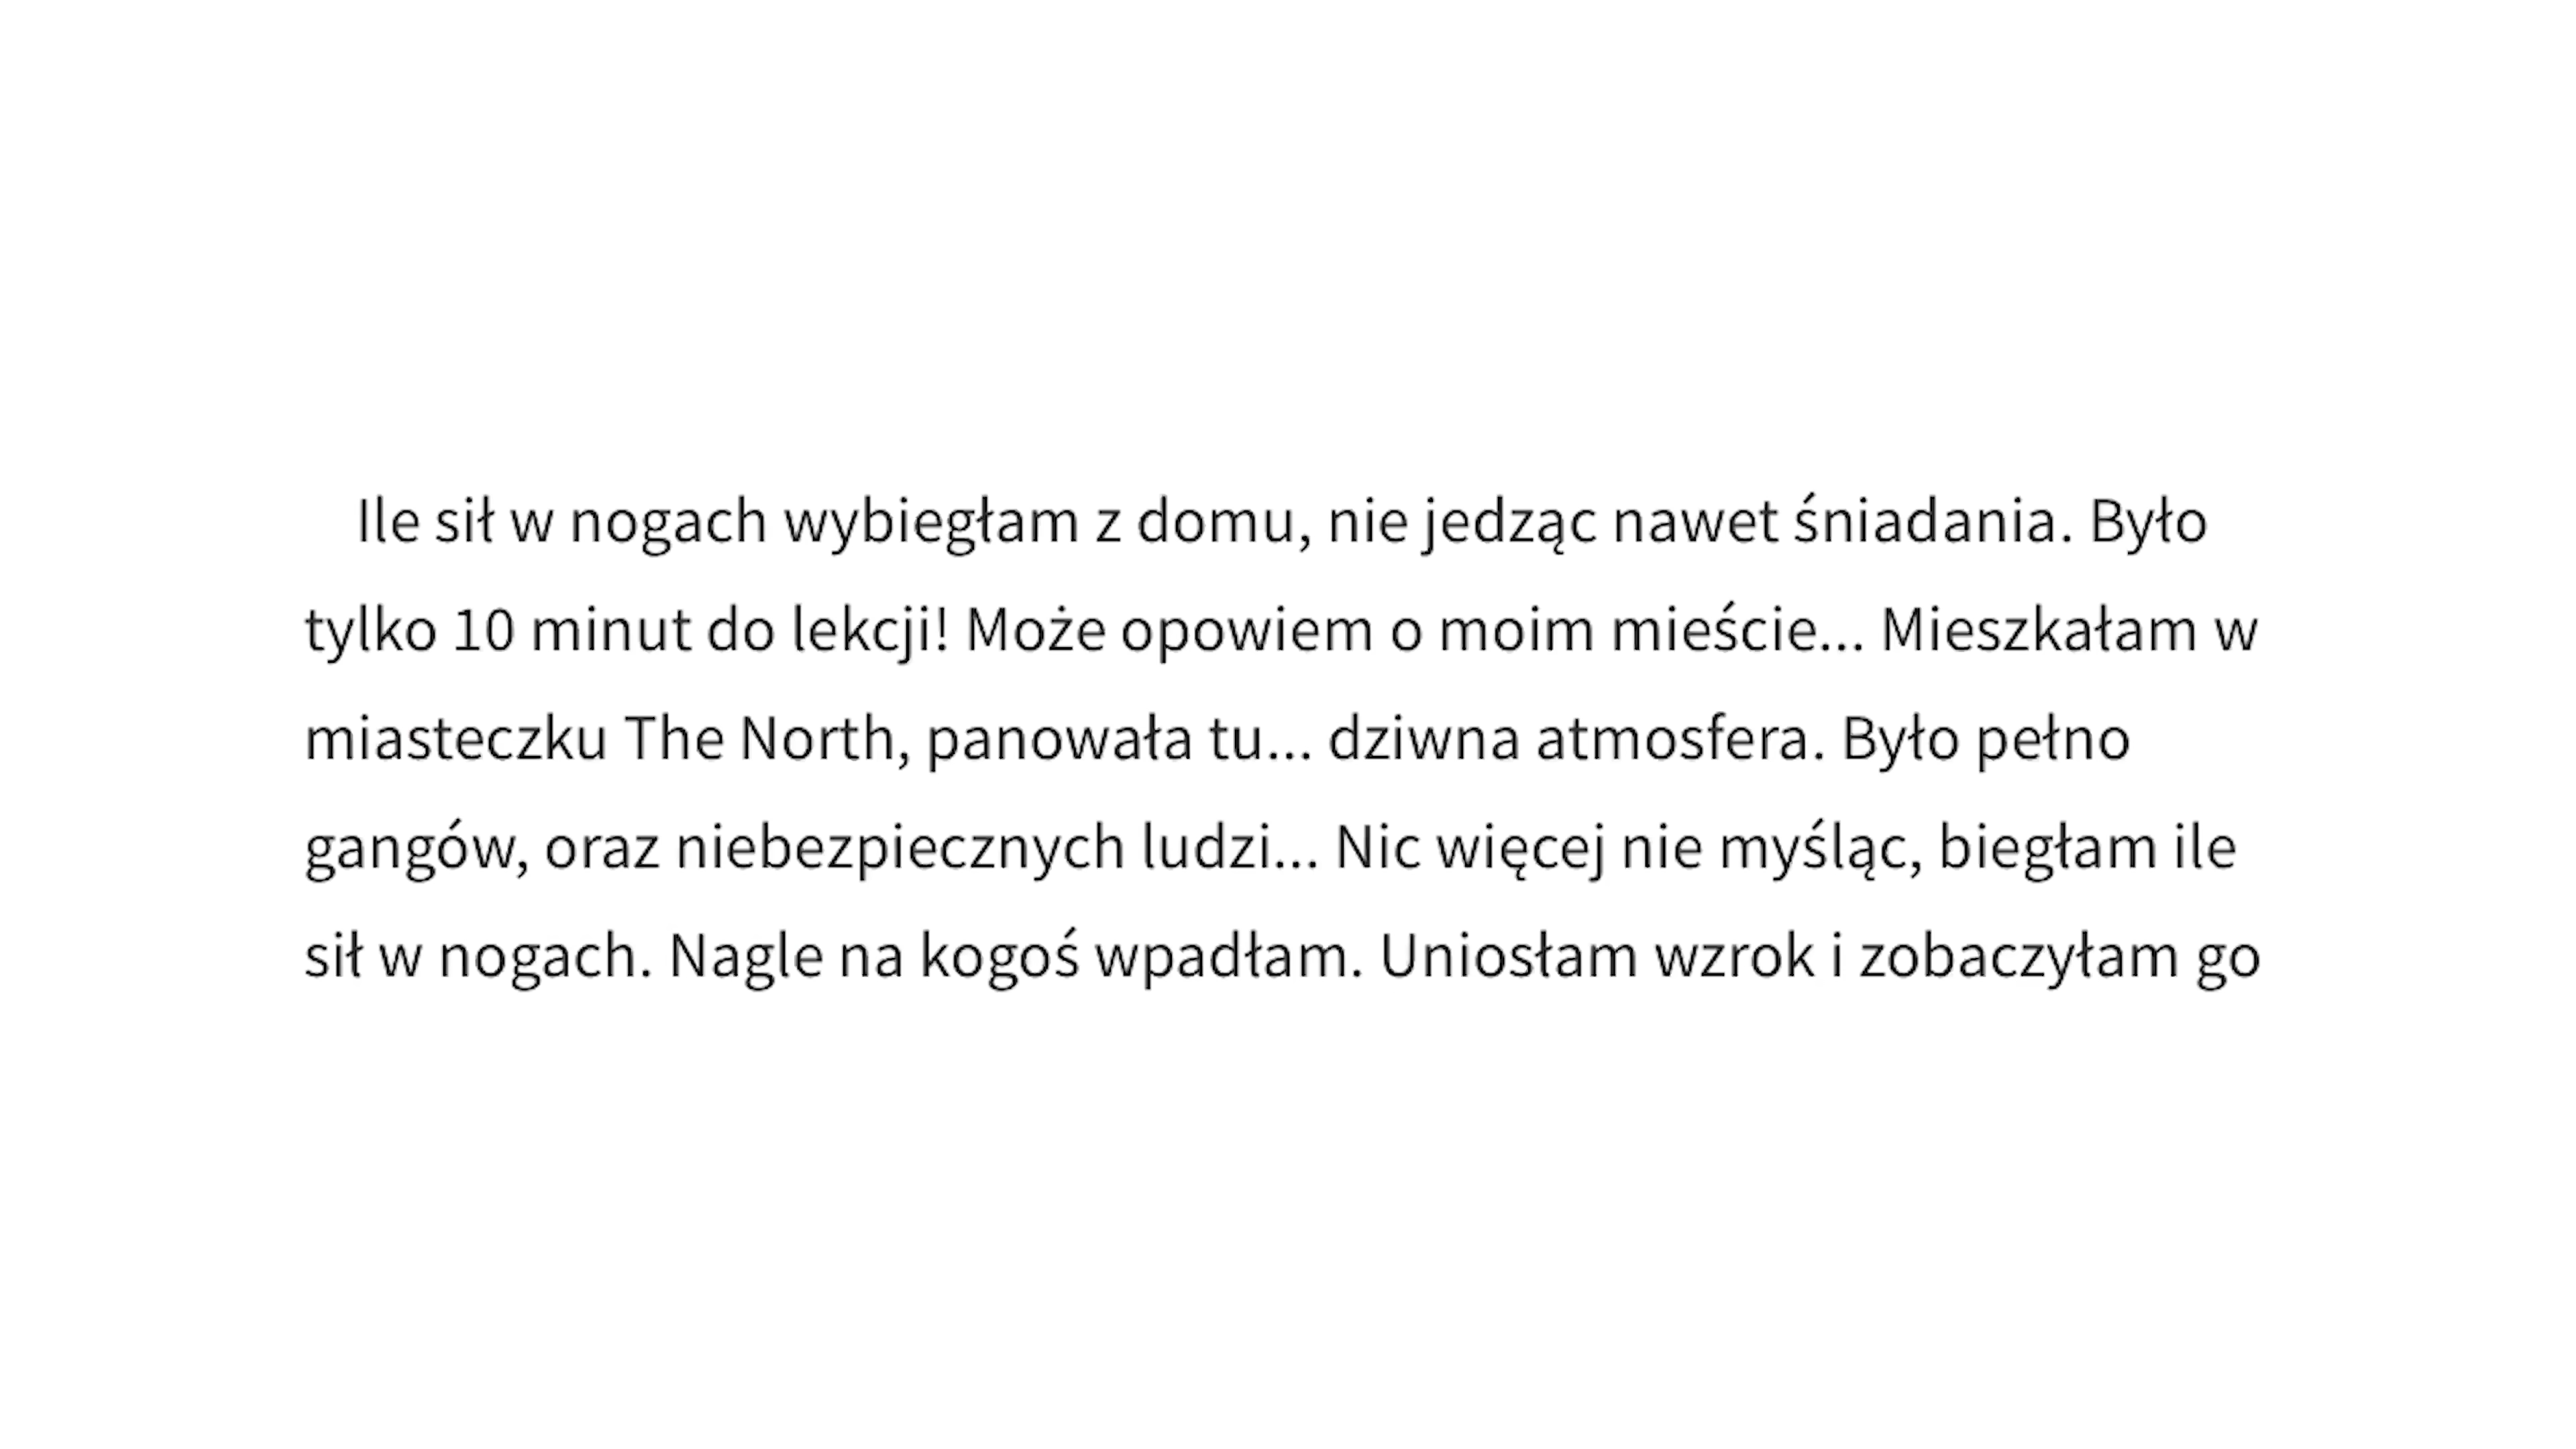 Ile sił w nogach wybiegłam z domu, nie jedząc nawet śniadania. Było
tylko 10 minut do lekcji! Może opowiem o moim mieście... Mieszkałam w
miasteczku The North, panowała tu... dziwna atmosfera. Było pełno
gangów, oraz niebezpiecznych ludzi... Nic więcej nie myśląc, biegłam ile
sił w nogach. Nagle na kogoś wpadłam. Uniosłam wzrok i zobaczyłam go